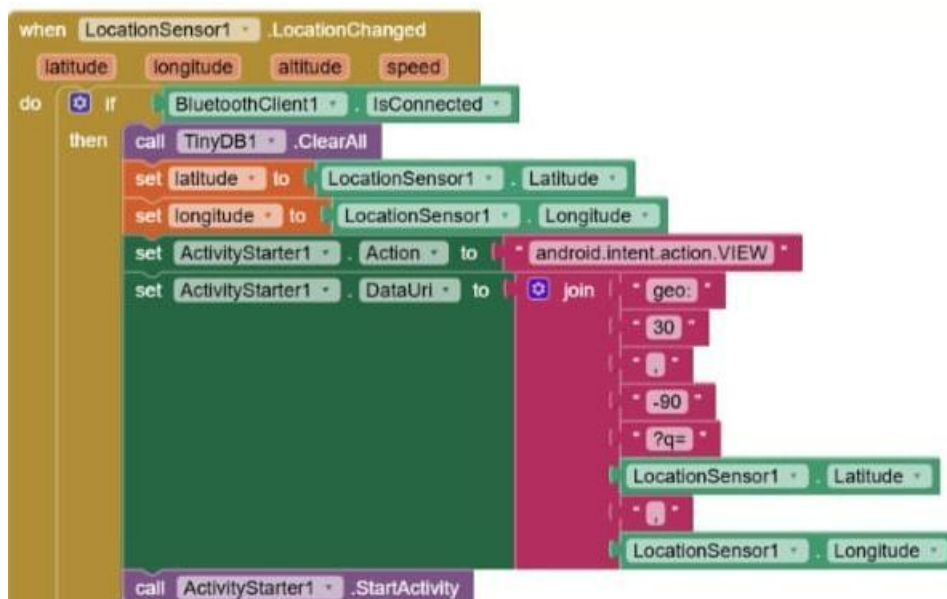 when LocationSensor1 .LocationChanged
latitude longitude altitude speed
do if BluetoothClient1 . IsConnected
then call TinyDB1 .ClearAll
set latitude to LocationSensor1 . Latitude
set longitude to LocationSensor1 . Longitude
set ActivityStarter1 . Action to " android.intent.action.VIEW "
set ActivityStarter1 . DataUri to join " geo: "
" 30 "
" , "
" -90 "
" ?q= "
LocationSensor1 . Latitude
" , "
LocationSensor1 . Longitude
call ActivityStarter1 .StartActivity